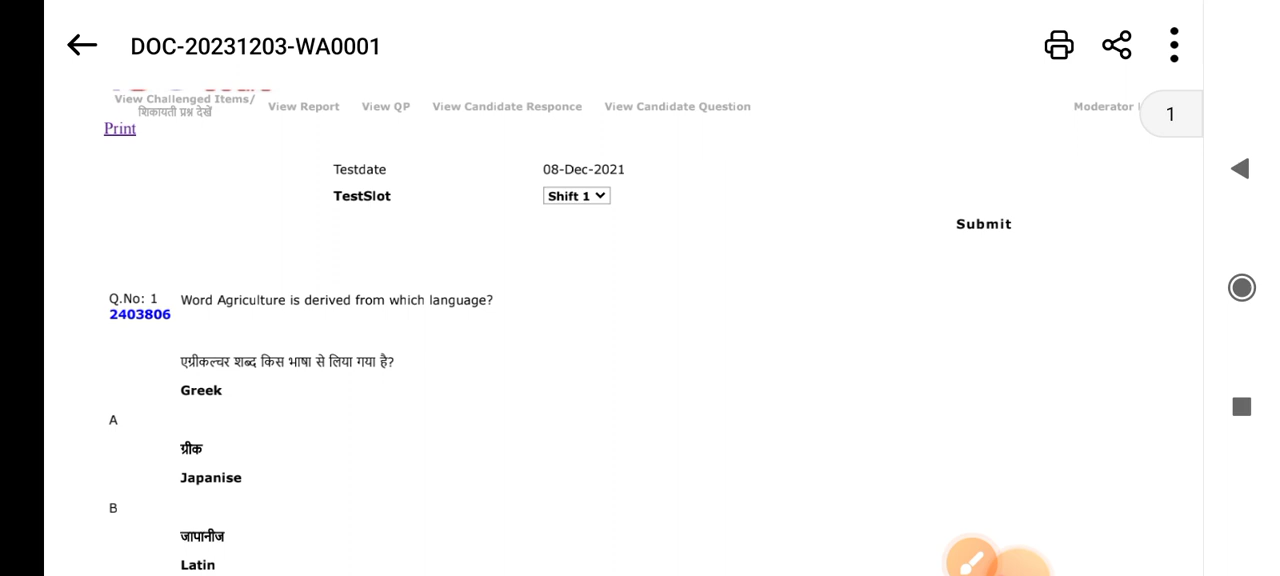 DOC-20231203-WA0001
View Challenged Items/
शिकायती प्रश्न देखें
View Report
View QP
View Candidate Responce
View Candidate Question
Moderator
1
Print
Testdate 08-Dec-2021
TestSlot Shift 1
Submit
Q.No: 1 Word Agriculture is derived from which language?
2403806
एग्रीकल्चर शब्द किस भाषा से लिया गया है?
Greek
A
ग्रीक
Japanise
B
जापानीज
Latin